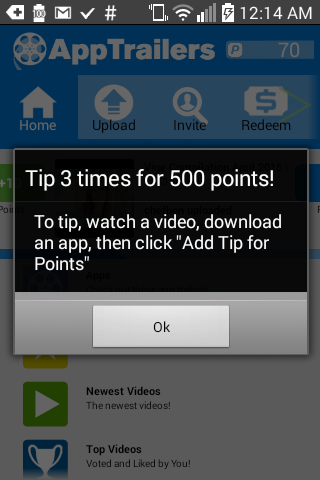 # 12:14 AM
AppTrailers P 70
Home Upload Invite Redeem
Tip 3 times for 500 points!
To tip, watch a video, download
an app, then click "Add Tip for
Points"
Ok
Newest Videos
The newest videos!
Top Videos
Voted and Liked by You!